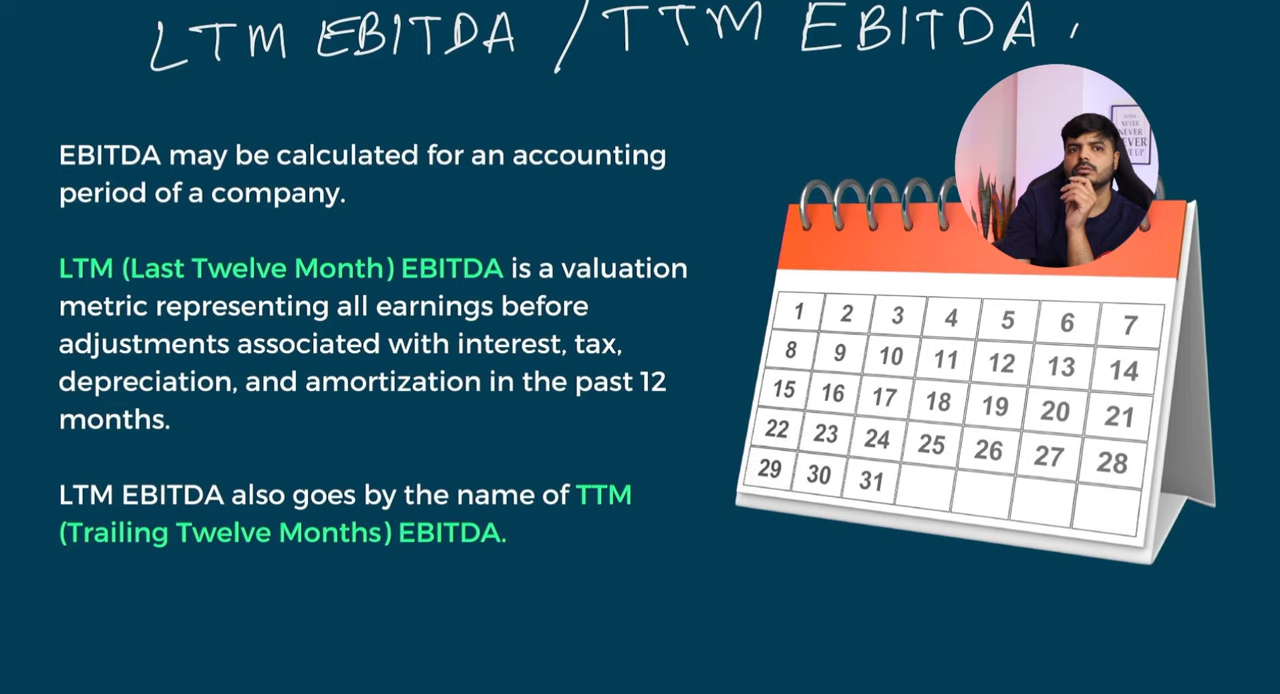 LTM EBITDA / TTM EBITDA
EBITDA may be calculated for an accounting
period of a company.
LTM (Last Twelve Month) EBITDA is a valuation
metric representing all earnings before
adjustments associated with interest, tax,
depreciation, and amortization in the past 12
months.
LTM EBITDA also goes by the name of TTM
(Trailing Twelve Months) EBITDA.
NEVER
NEVER
EVER
E UP
1 2 3 4 5 6 7
8 9 10 11 12 13 14
15 16 17 18 19 20 21
22 23 24 25 26 27 28
29 30 31